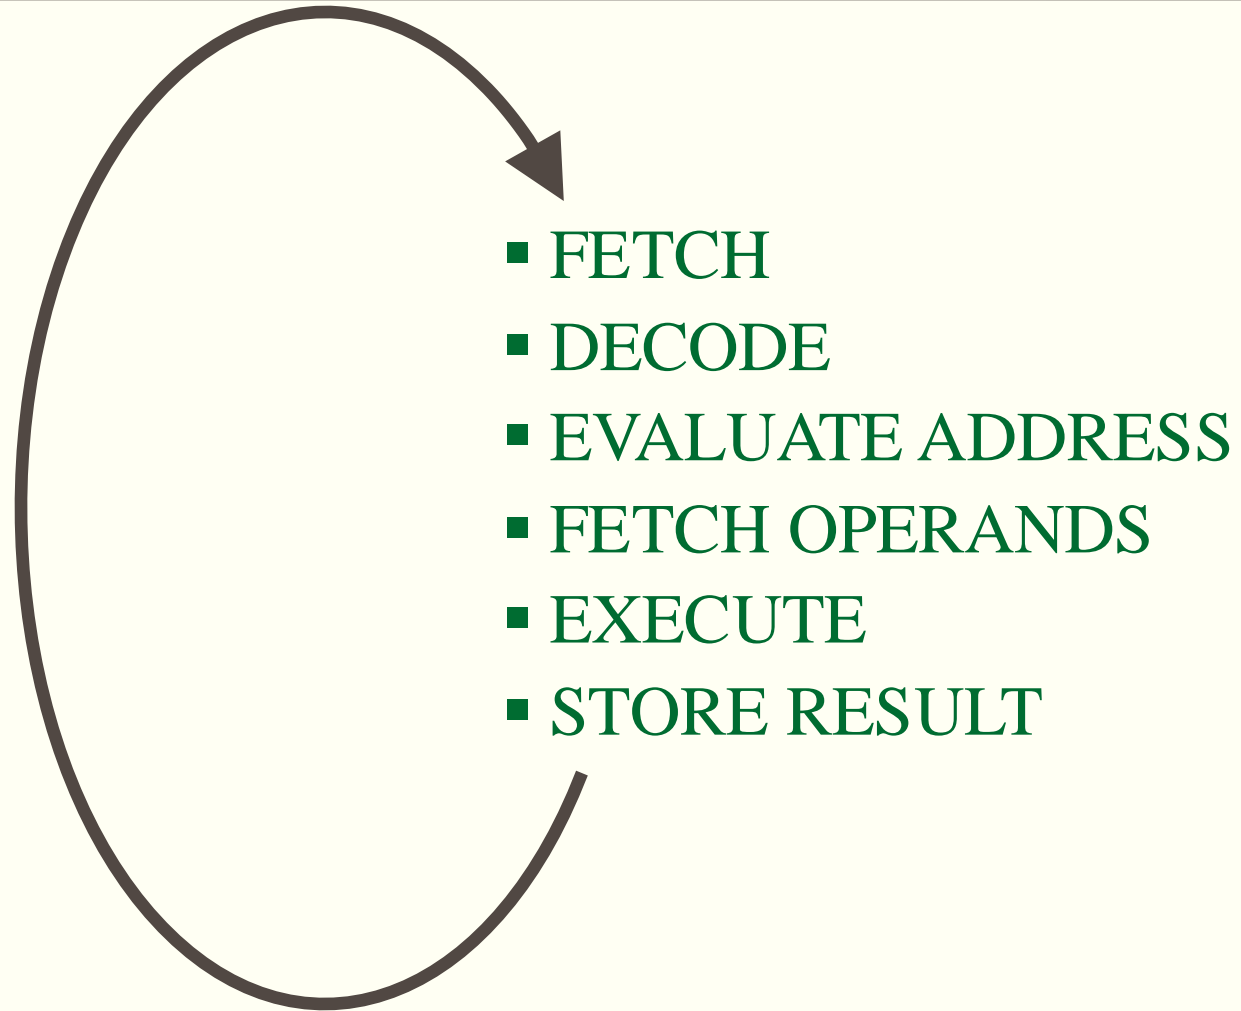 ▪ FETCH
▪ DECODE
▪ EVALUATE ADDRESS
▪ FETCH OPERANDS
▪ EXECUTE
▪ STORE RESULT